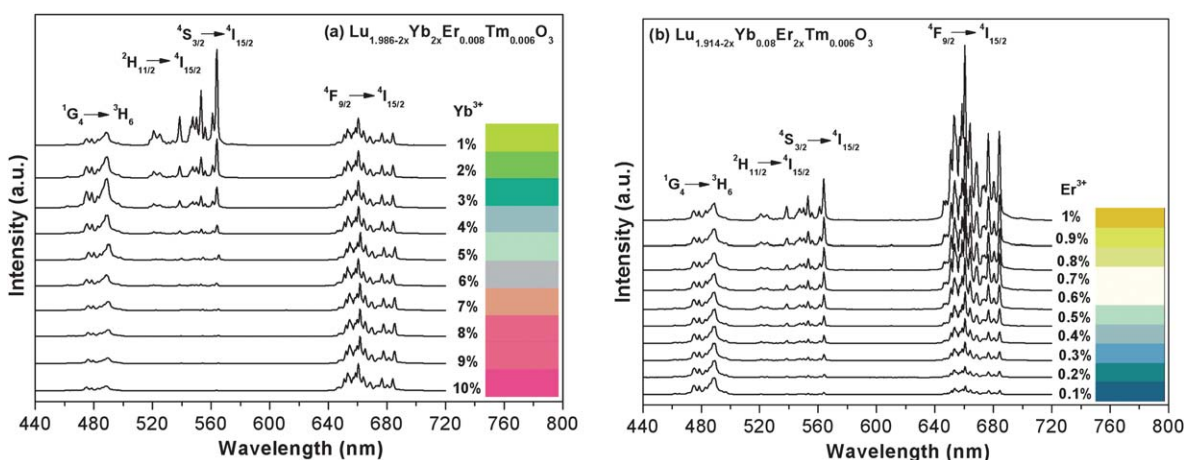 (a) Lu1.986-2xYb2xEr0.008Tm0.006O3
4S3/2 → 4I15/2
2H11/2 → 4I15/2
4F9/2 → 4I15/2
1G4 → 3H6
Yb3+
1%
2%
3%
4%
5%
6%
7%
8%
9%
10%
Intensity (a.u.)
440 480 520 560 600 640 680 720 760 800
Wavelength (nm)
(b) Lu1.914-2xYb0.08Er2xTm0.006O3
4F9/2 → 4I15/2
4S3/2 → 4I15/2
2H11/2 → 4I15/2
1G4 → 3H6
Er3+
1%
0.9%
0.8%
0.7%
0.6%
0.5%
0.4%
0.3%
0.2%
0.1%
Intensity (a.u.)
440 480 520 560 600 640 680 720 760 800
Wavelength (nm)